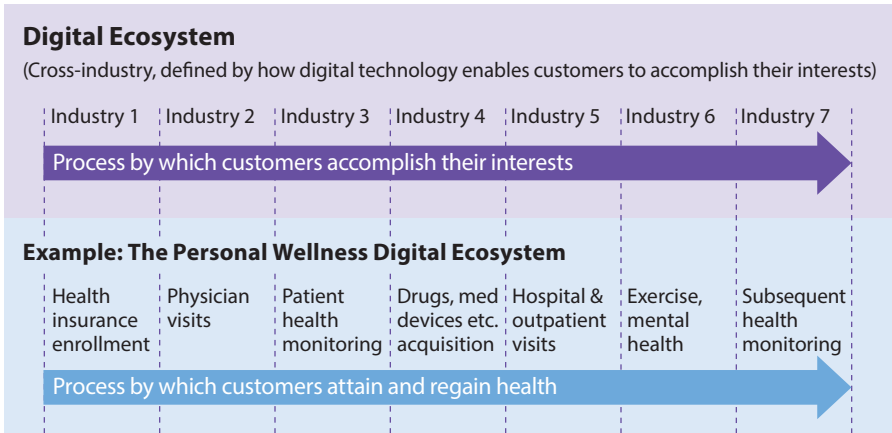 Digital Ecosystem
(Cross-industry, defined by how digital technology enables customers to accomplish their interests)
Industry 1 Industry 2 Industry 3 Industry 4 Industry 5 Industry 6 Industry 7
Process by which customers accomplish their interests
Example: The Personal Wellness Digital Ecosystem
Health
insurance
enrollment
Physician
visits
Patient
health
monitoring
Drugs, med
devices etc.
acquisition
Hospital &
outpatient
visits
Exercise,
mental
health
Subsequent
health
monitoring
Process by which customers attain and regain health